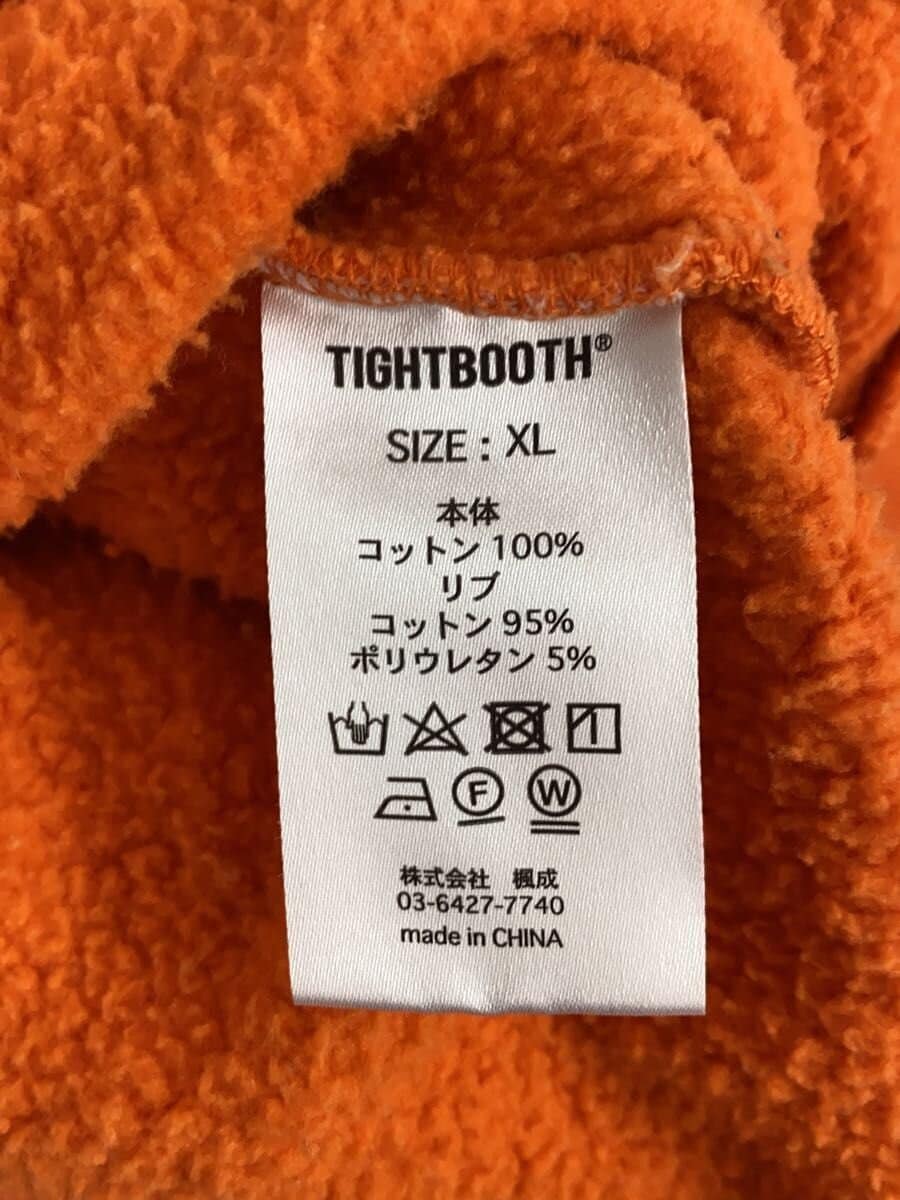 TIGHTBOOTH®
SIZE : XL
本体
コットン 100%
リブ
コットン 95%
ポリウレタン 5%
F W
株式会社 楓成
03-6427-7740
made in CHINA